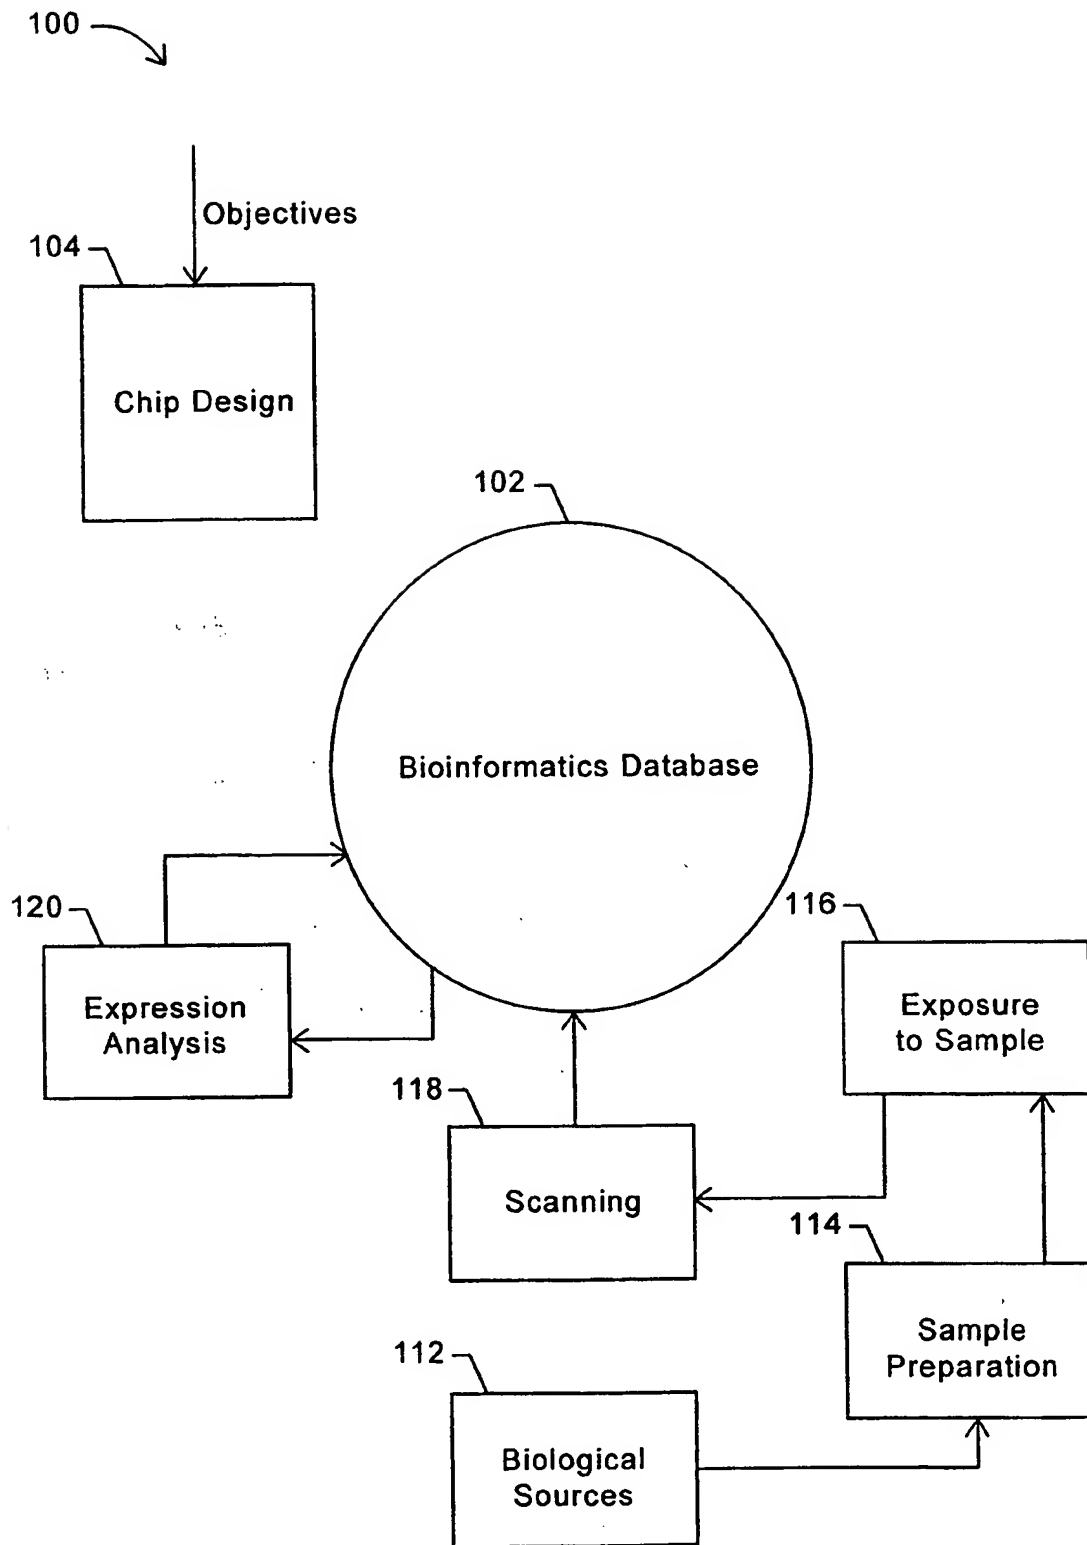 100
Objectives
104
Chip Design
102
Bioinformatics Database
120
116
Expression
Analysis
Exposure
to Sample
118
Scanning
114
Sample
Preparation
112
Biological
Sources